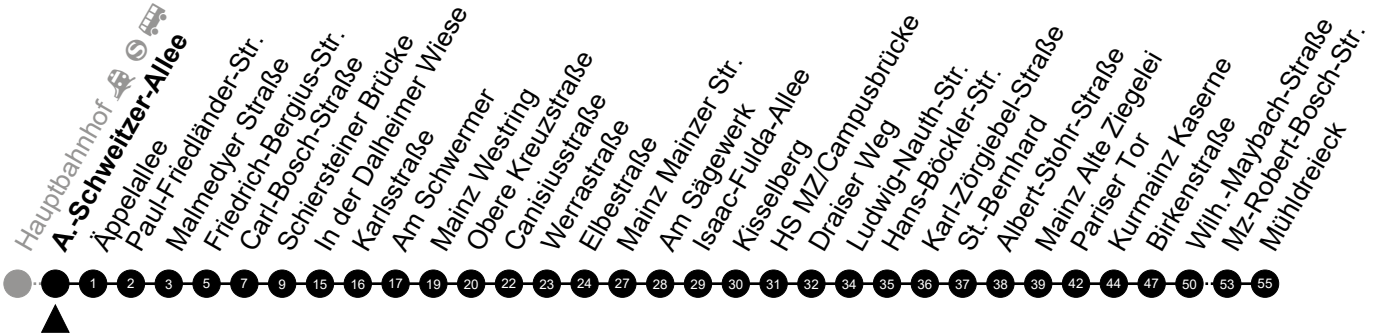 Hauptbahnhof S
A.-Schweitzer-Allee
Äppelallee
Paul-Friedländer-Str.
Malmedyer Straße
Friedrich-Bergius-Str.
Carl-Bosch-Straße
Schiersteiner Brücke
In der Dalheimer Wiese
Karlsstraße
Am Schwermer
Mainz Westring
Obere Kreuzstraße
Canisiusstraße
Werrastraße
Elbestraße
Mainz Mainzer Str.
Am Sägewerk
Isaac-Fulda-Allee
Kisselberg
HS MZ/Campusbrücke
Draiser Weg
Ludwig-Nauth-Str.
Hans-Böckler-Str.
Karl-Zörgiebel-Straße
St.-Bernhard
Albert-Stohr-Straße
Mainz Alte Ziegelei
Pariser Tor
Kurmainz Kaserne
Birkenstraße
Wilh.-Maybach-Straße
Mz-Robert-Bosch-Str.
Mühldreieck
1 2 3 5 7 9 15 16 17 19 20 22 23 24 27 28 29 30 31 32 34 35 36 37 38 39 42 44 47 50 53 55